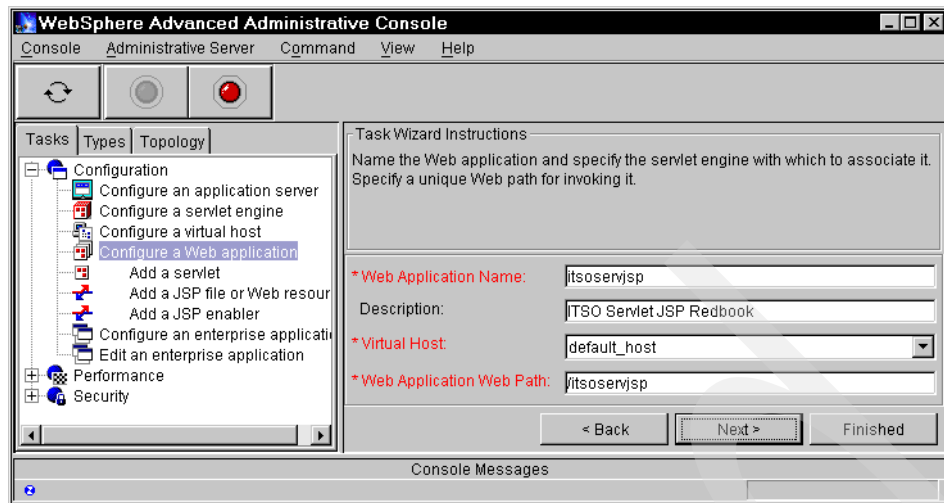 WebSphere Advanced Administrative Console
Console Administrative Server Command View Help
Tasks Types Topology
Configuration
Configure an application server
Configure a servlet engine
Configure a virtual host
Configure a Web application
Add a servlet
Add a JSP file or Web resour
Add a JSP enabler
Configure an enterprise applicati
Edit an enterprise application
Performance
Security
Task Wizard Instructions
Name the Web application and specify the servlet engine with which to associate it.
Specify a unique Web path for invoking it.
* Web Application Name: itsoservjsp
Description: ITSO Servlet JSP Redbook
* Virtual Host: default_host
* Web Application Web Path: /itsoservjsp
< Back Next > Finished
Console Messages